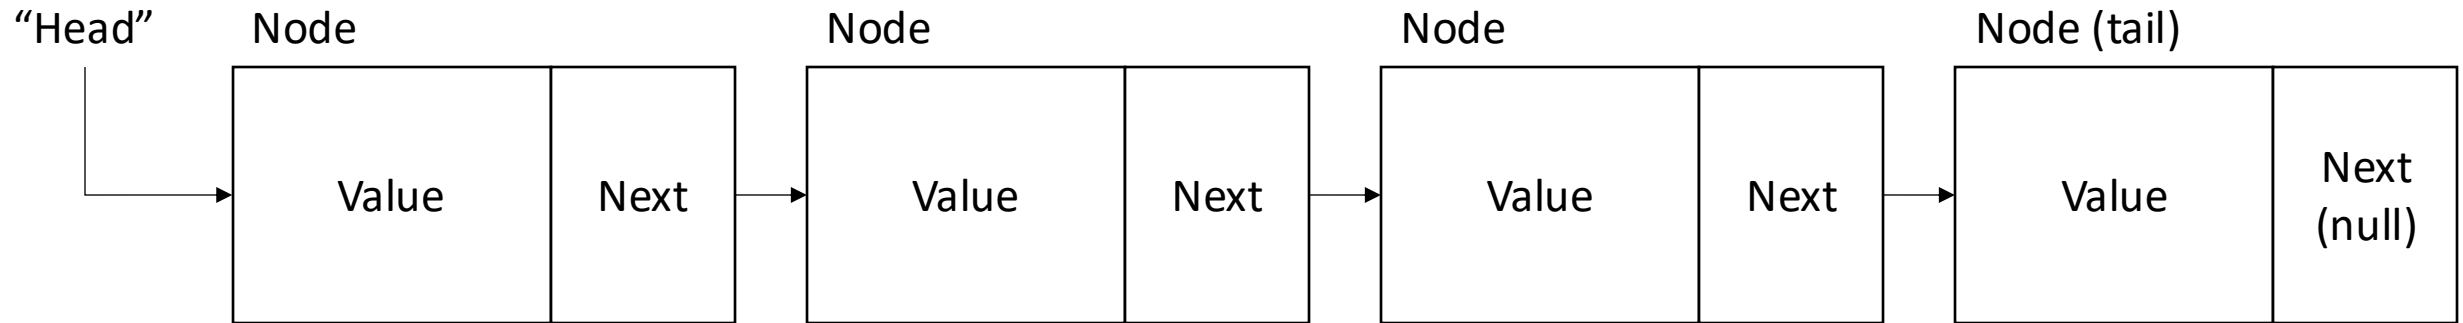 “Head”
Node
Node
Node
Node (tail)
Value
Next
Value
Next
Value
Next
Value
Next
(null)